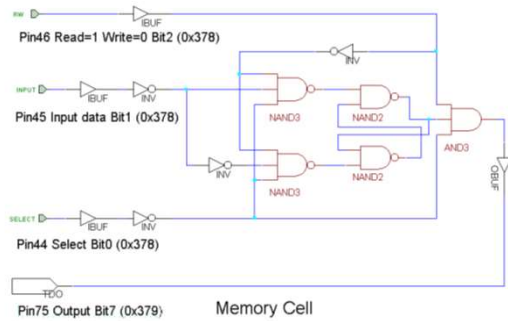 RW
IBUF
Pin46 Read=1 Write=0 Bit2 (0x378)
INV
INPUT
IBUF
INV
Pin45 Input data Bit1 (0x378)
NAND3
NAND2
AND3
INV
NAND3
NAND2
OBUF
SELECT
IBUF
INV
Pin44 Select Bit0 (0x378)
TDO
Pin75 Output Bit7 (0x379)
Memory Cell